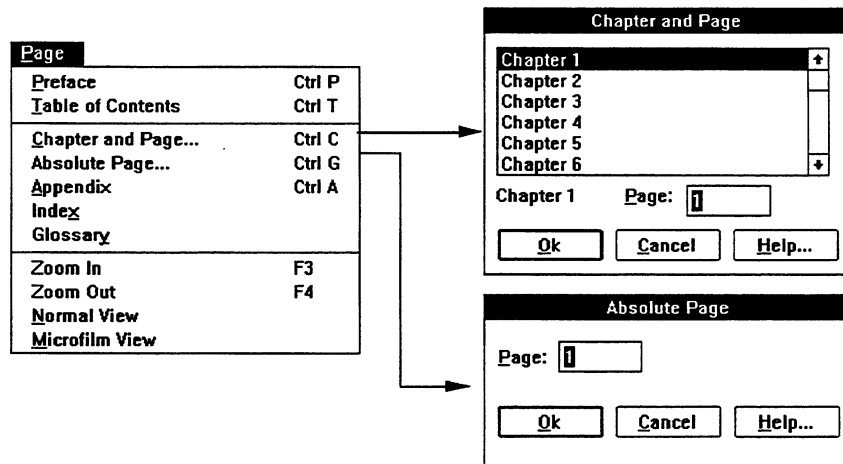 Page
Preface Ctrl P
Table of Contents Ctrl T
Chapter and Page... Ctrl C
Absolute Page... Ctrl G
Appendix Ctrl A
Index
Glossary
Zoom In F3
Zoom Out F4
Normal View
Microfilm View
Chapter and Page
Chapter 1
Chapter 2
Chapter 3
Chapter 4
Chapter 5
Chapter 6
Chapter 1 Page: 1
Ok Cancel Help...
Absolute Page
Page: 1
Ok Cancel Help...